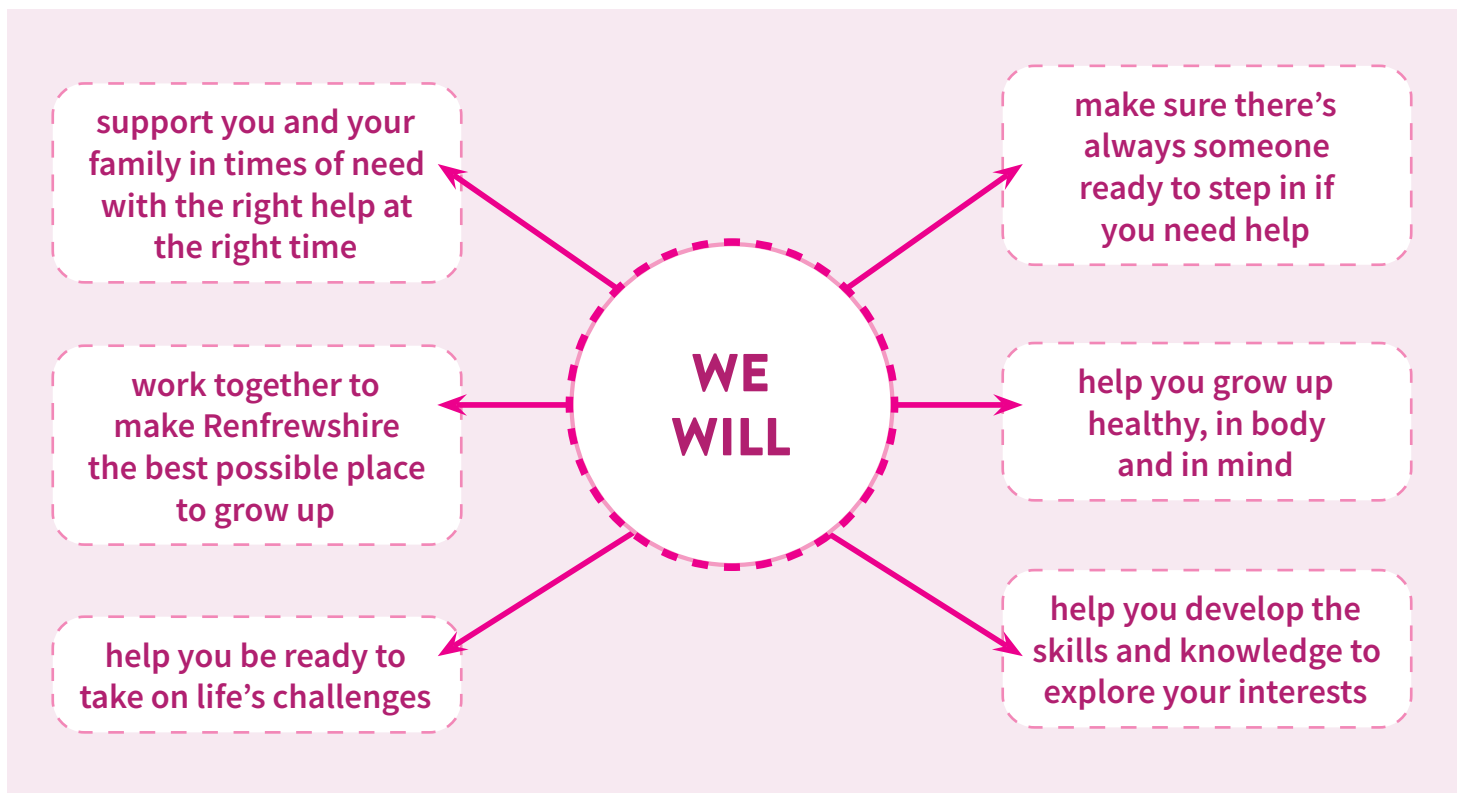 support you and your
family in times of need
with the right help at
the right time
make sure there’s
always someone
ready to step in if
you need help
WE
WILL
work together to
make Renfrewshire
the best possible place
to grow up
help you grow up
healthy, in body
and in mind
help you be ready to
take on life’s challenges
help you develop the
skills and knowledge to
explore your interests